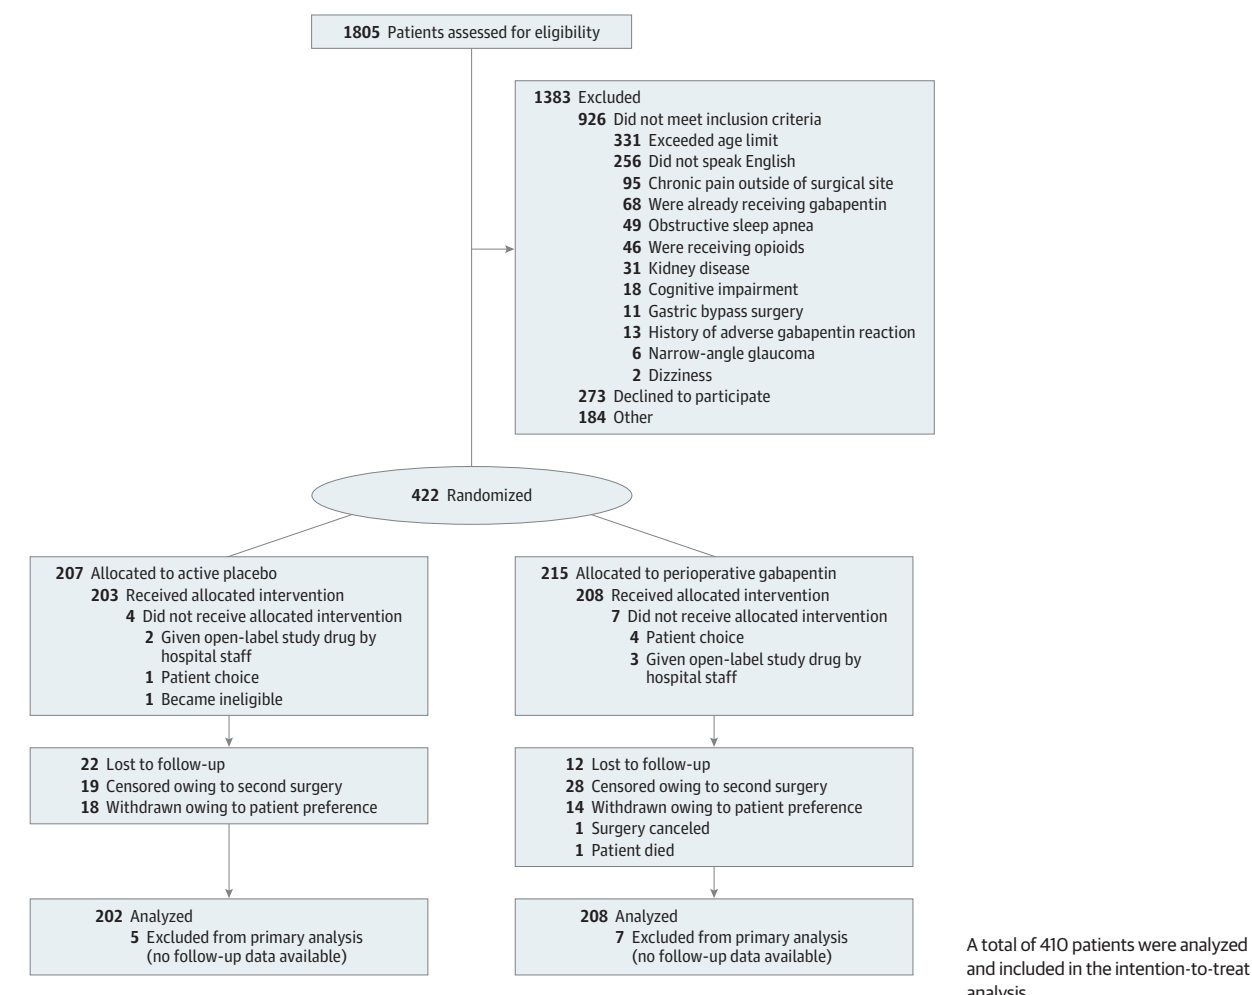 1805 Patients assessed for eligibility
1383 Excluded
926 Did not meet inclusion criteria
331 Exceeded age limit
256 Did not speak English
95 Chronic pain outside of surgical site
68 Were already receiving gabapentin
49 Obstructive sleep apnea
46 Were receiving opioids
31 Kidney disease
18 Cognitive impairment
11 Gastric bypass surgery
13 History of adverse gabapentin reaction
6 Narrow-angle glaucoma
2 Dizziness
273 Declined to participate
184 Other
422 Randomized
207 Allocated to active placebo
203 Received allocated intervention
4 Did not receive allocated intervention
2 Given open-label study drug by
hospital staff
1 Patient choice
1 Became ineligible
215 Allocated to perioperative gabapentin
208 Received allocated intervention
7 Did not receive allocated intervention
4 Patient choice
3 Given open-label study drug by
hospital staff
22 Lost to follow-up
19 Censored owing to second surgery
18 Withdrawn owing to patient preference
12 Lost to follow-up
28 Censored owing to second surgery
14 Withdrawn owing to patient preference
1 Surgery canceled
1 Patient died
202 Analyzed
5 Excluded from primary analysis
(no follow-up data available)
208 Analyzed
7 Excluded from primary analysis
(no follow-up data available)
A total of 410 patients were analyzed
and included in the intention-to-treat
analysis